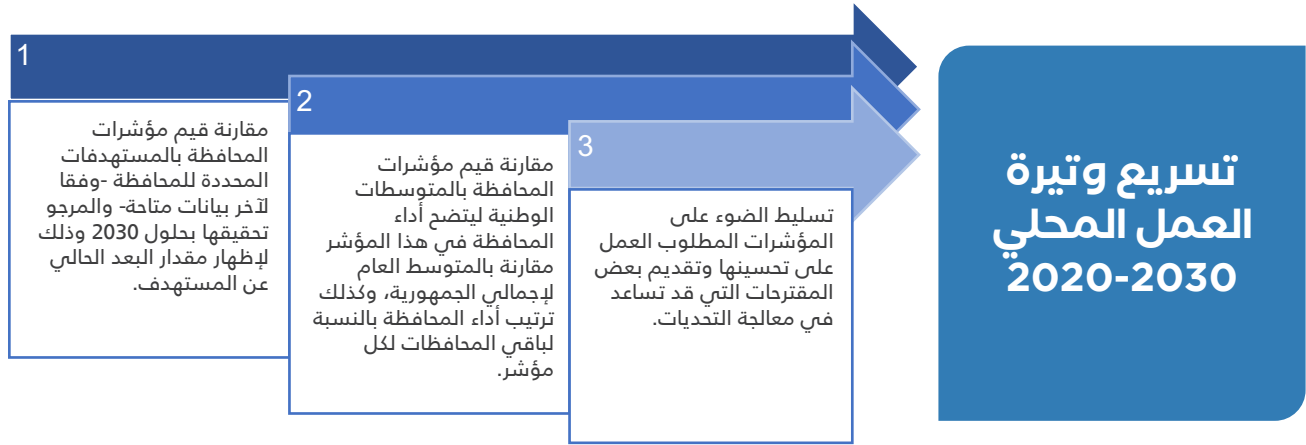 1
مقارنة قيم مؤشرات
المحافظة بالمستهدفات
المحددة للمحافظة -وفقا
لآخر بيانات متاحة- والمرجو
تحقيقها بحلول 2030 وذلك
لإظهار مقدار البعد الحالي
عن المستهدف.
2
مقارنة قيم مؤشرات
المحافظة بالمتوسطات
الوطنية ليتضح أداء
المحافظة في هذا المؤشر
مقارنة بالمتوسط العام
لإجمالي الجمهورية، وكذلك
ترتيب أداء المحافظة بالنسبة
لباقي المحافظات لكل
مؤشر.
3
تسليط الضوء على
المؤشرات المطلوب العمل
على تحسينها وتقديم بعض
المقترحات التي قد تساعد
في معالجة التحديات.
تسريع وتيرة
العمل المحلي
2020-2030